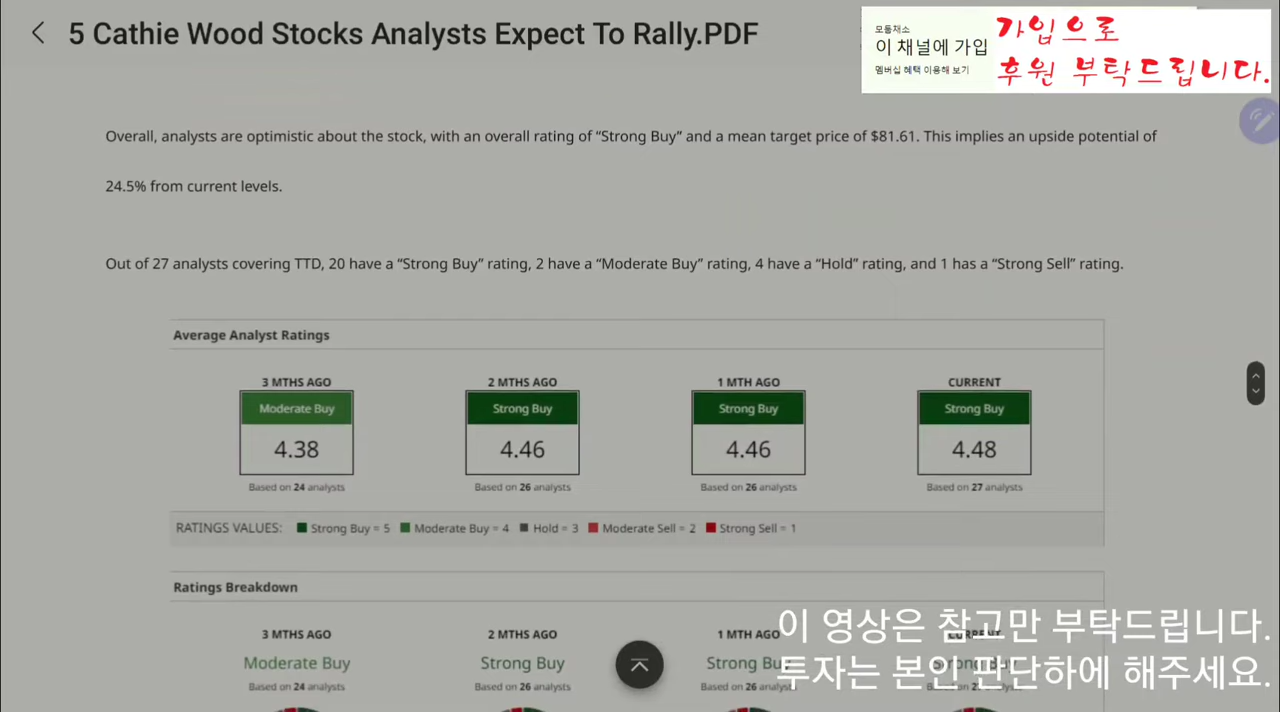 5 Cathie Wood Stocks Analysts Expect To Rally.PDF
모듬채소
이 채널에 가입
멤버십 혜택 이용해 보기
가입으로
후원 부탁드립니다.
Overall, analysts are optimistic about the stock, with an overall rating of “Strong Buy” and a mean target price of $81.61. This implies an upside potential of
24.5% from current levels.
Out of 27 analysts covering TTD, 20 have a “Strong Buy” rating, 2 have a “Moderate Buy” rating, 4 have a “Hold” rating, and 1 has a “Strong Sell” rating.
Average Analyst Ratings
3 MTHS AGO 2 MTHS AGO 1 MTH AGO CURRENT
Moderate Buy Strong Buy Strong Buy Strong Buy
4.38 4.46 4.46 4.48
Based on 24 analysts Based on 26 analysts Based on 26 analysts Based on 27 analysts
RATINGS VALUES: Strong Buy = 5 Moderate Buy = 4 Hold = 3 Moderate Sell = 2 Strong Sell = 1
Ratings Breakdown
3 MTHS AGO 2 MTHS AGO 1 MTH AGO CURRENT
Moderate Buy Strong Buy Strong Buy Strong Buy
Based on 24 analysts Based on 26 analysts Based on 26 analysts
이 영상은 참고만 부탁드립니다.
투자는 본인 판단하에 해주세요.